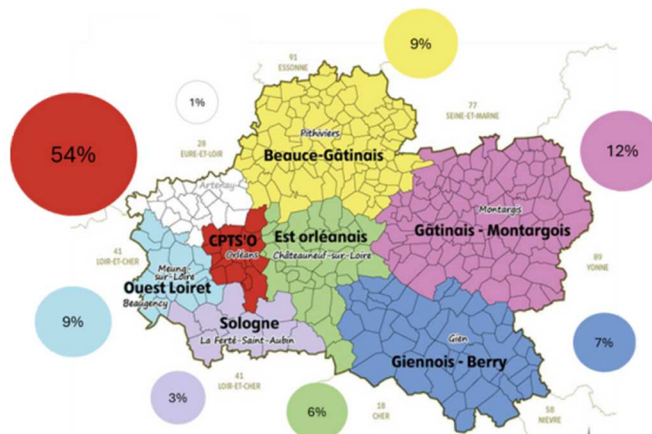 9%
91
ESSONNE
1%
54%
28
EURE-ET-LOIR
77
SEINE-ET-MARNE
Pithiviers
Beauce-Gâtinais
12%
Artenay
Montargis
Gâtinais - Montargois
CPTS'O
Orléans
Est orléanais
Châteauneuf-sur-Loire
41
LOIR-ET-CHER
Meung-
sur-Loire
Ouest Loiret
Beaugency
89
YONNE
Sologne
La Ferté-Saint-Aubin
9%
Gien
Giennois - Berry
7%
3%
41
LOIR-ET-CHER
6%
18
CHER
58
NIÈVRE